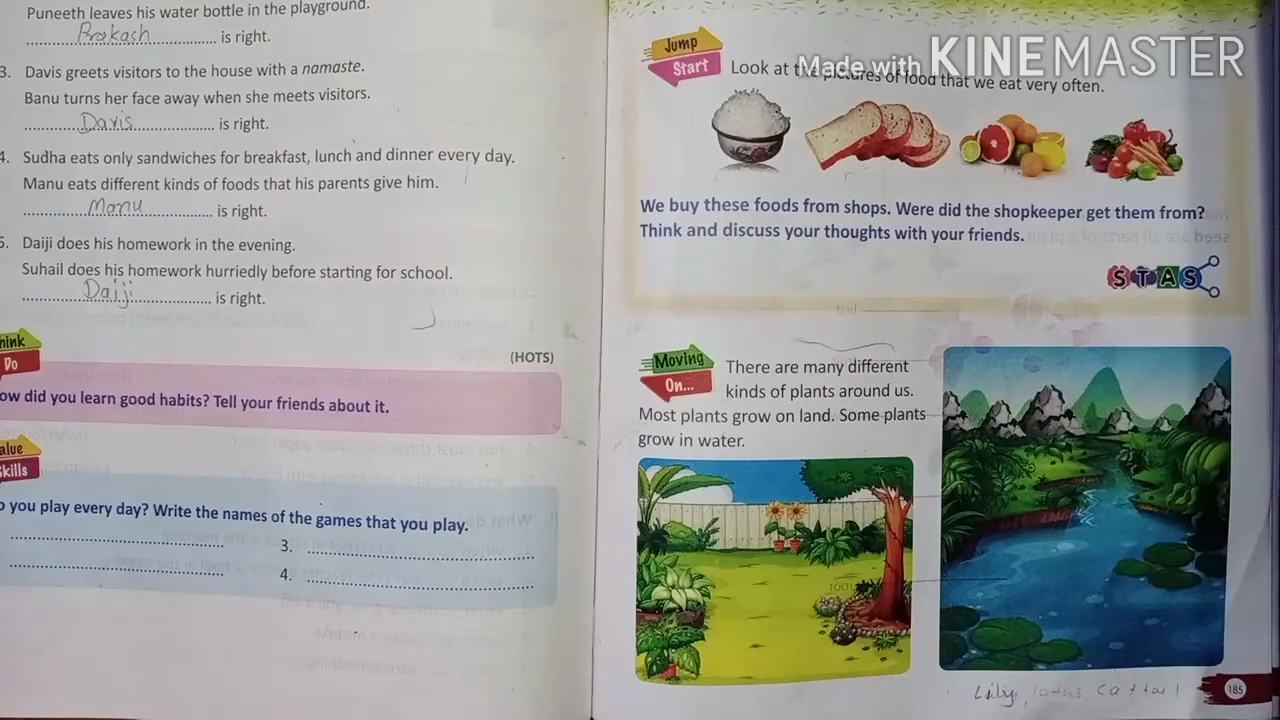 Puneeth leaves his water bottle in the playground.
Prakash is right.
3. Davis greets visitors to the house with a namaste.
Banu turns her face away when she meets visitors.
Davis is right.
4. Sudha eats only sandwiches for breakfast, lunch and dinner every day.
Manu eats different kinds of foods that his parents give him.
Manu is right.
5. Daiji does his homework in the evening.
Suhail does his homework hurriedly before starting for school.
Daiji is right.
hink
Do
(HOTS)
ow did you learn good habits? Tell your friends about it.
alue
Skills
o you play every day? Write the names of the games that you play.
3.
4.
Made with KINEMASTER
Jump
Start
Look at the pictures of food that we eat very often.
We buy these foods from shops. Were did the shopkeeper get them from?
Think and discuss your thoughts with your friends.
STAS
Moving
On...
There are many different
kinds of plants around us.
Most plants grow on land. Some plants
grow in water.
Lily, lotus, cattail
185